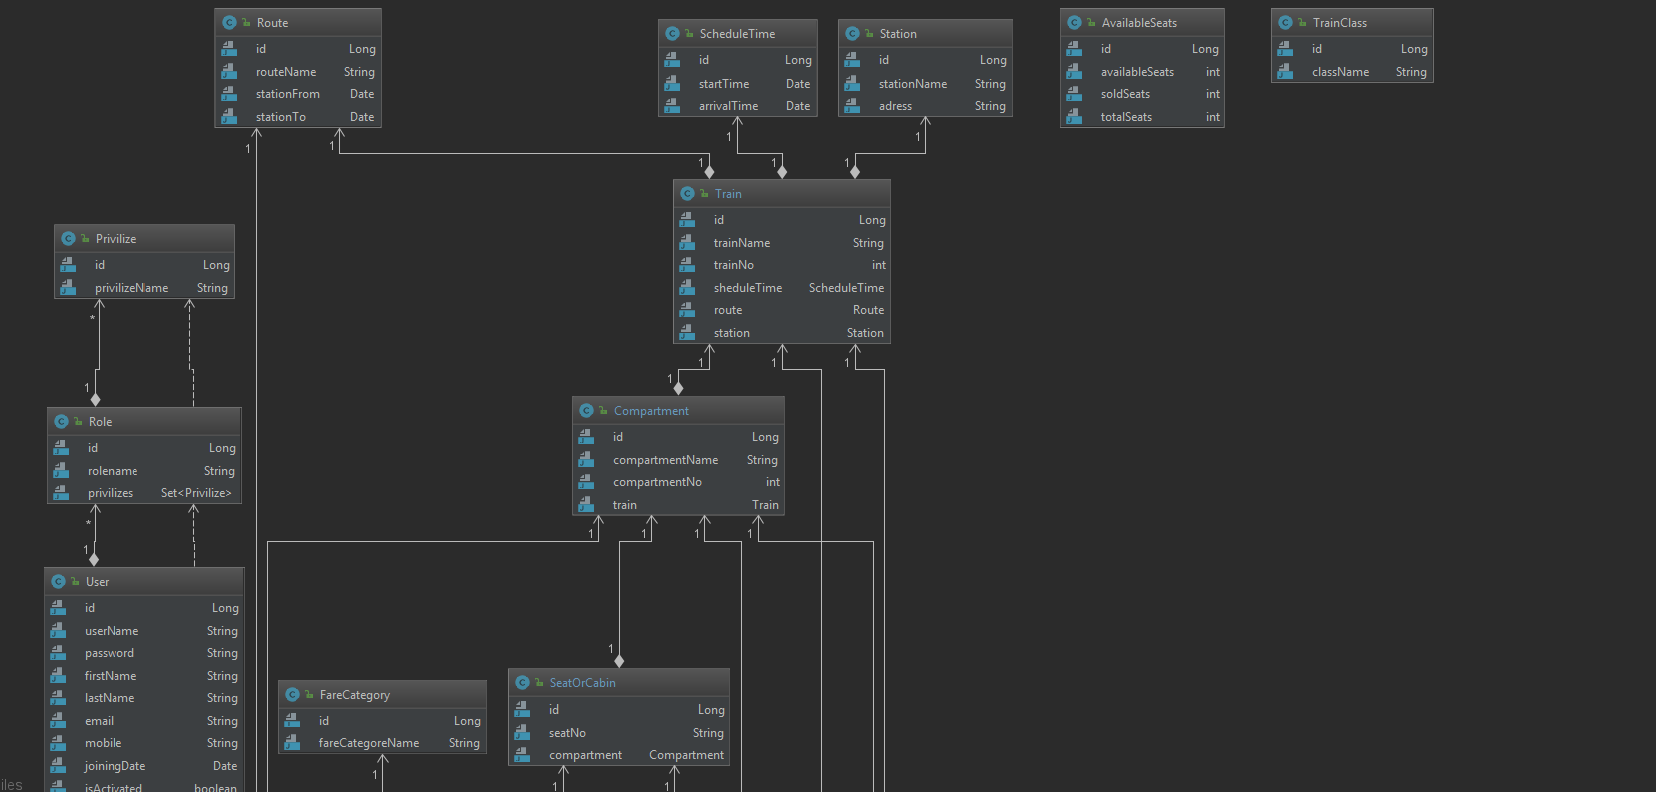 Route
id Long
routeName String
stationFrom Date
stationTo Date
1
1
ScheduleTime
id Long
startTime Date
arrivalTime Date
1
Station
id Long
stationName String
adress String
1
AvailableSeats
id Long
availableSeats int
soldSeats int
totalSeats int
TrainClass
id Long
className String
1
1
1
Train
id Long
trainName String
trainNo int
sheduleTime ScheduleTime
route Route
station Station
1
1
1
Privilize
id Long
privilizeName String
*
1
Role
id Long
rolename String
privilizes Set<Privilize>
*
1
User
id Long
userName String
password String
firstName String
lastName String
email String
mobile String
joiningDate Date
isActivated boolean
1
Compartment
id Long
compartmentName String
compartmentNo int
train Train
1
1
1
1
1
FareCategory
id Long
fareCategoreName String
1
SeatOrCabin
id Long
seatNo String
compartment Compartment
1
1
iles